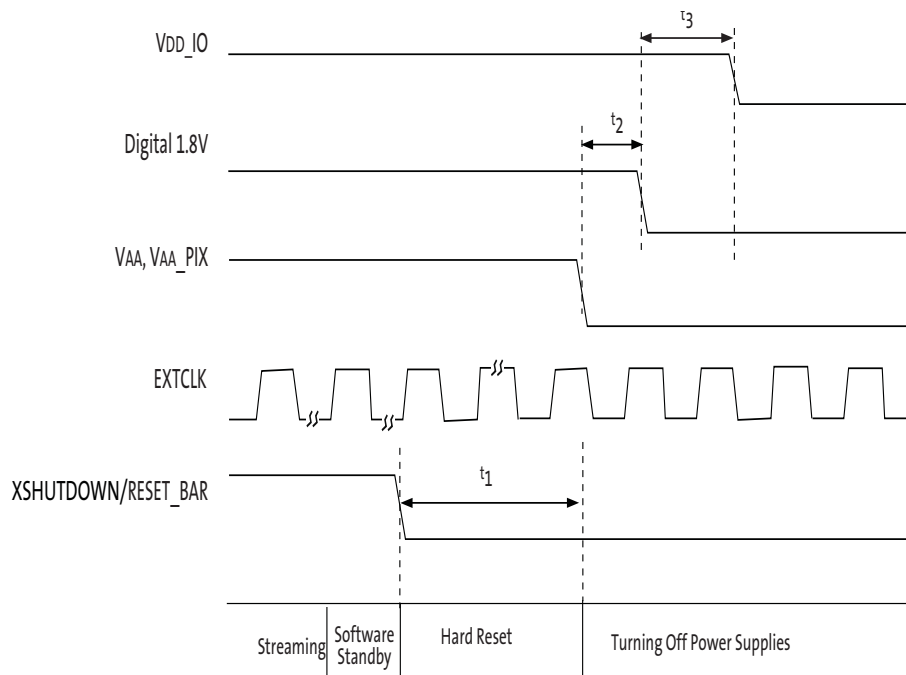 t3
VDD_IO
t2
Digital 1.8V
VAA, VAA_PIX
EXTCLK
t1
XSHUTDOWN/RESET_BAR
Streaming
Software
Standby
Hard Reset
Turning Off Power Supplies